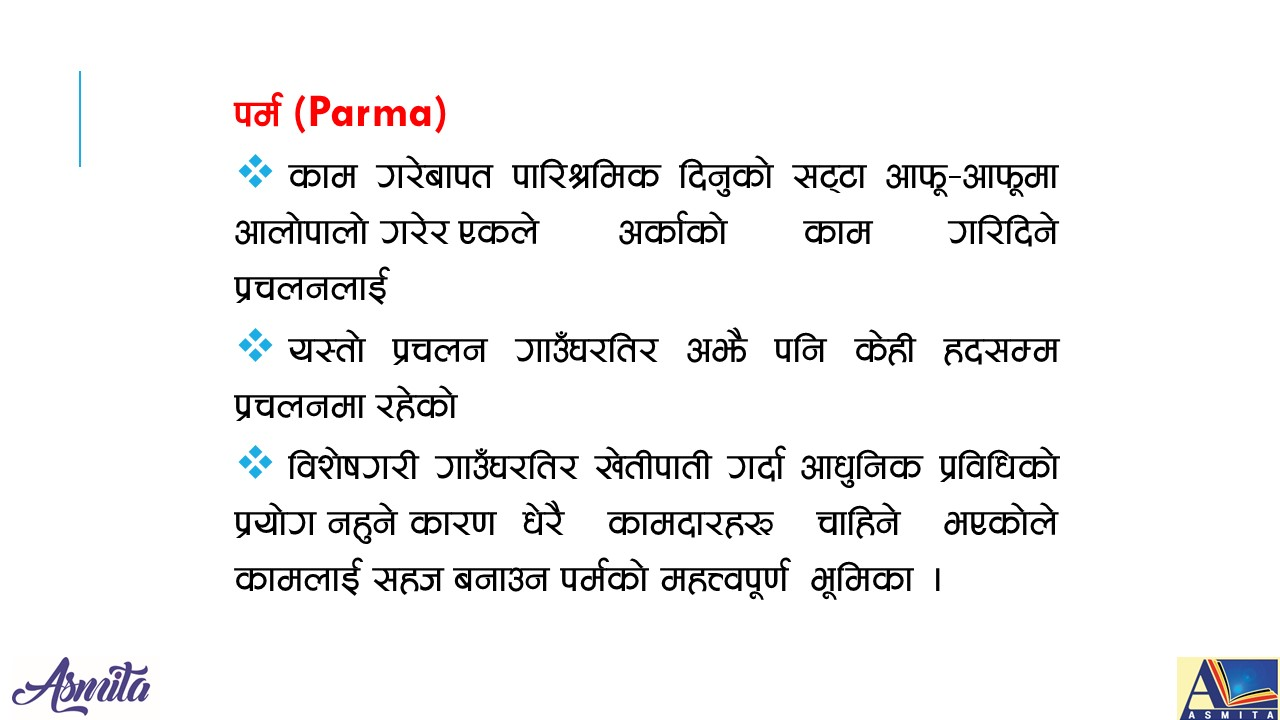 पर्म (Parma)
❖ काम गरेबापत पारिश्रमिक दिनुको सट्टा आफू-आफूमा
आलोपालो गरेर एकले अर्काको काम गरिदिने
प्रचलनलाई
❖ यस्तो प्रचलन गाउँघरतिर अझै पनि केही हदसम्म
प्रचलनमा रहेको
❖ विशेषगरी गाउँघरतिर खेतीपाती गर्दा आधुनिक प्रविधिको
प्रयोग नहुने कारण धेरै कामदारहरू चाहिने भएकोले
कामलाई सहज बनाउन पर्मको महत्त्वपूर्ण भूमिका ।
Asmita
ASMITA